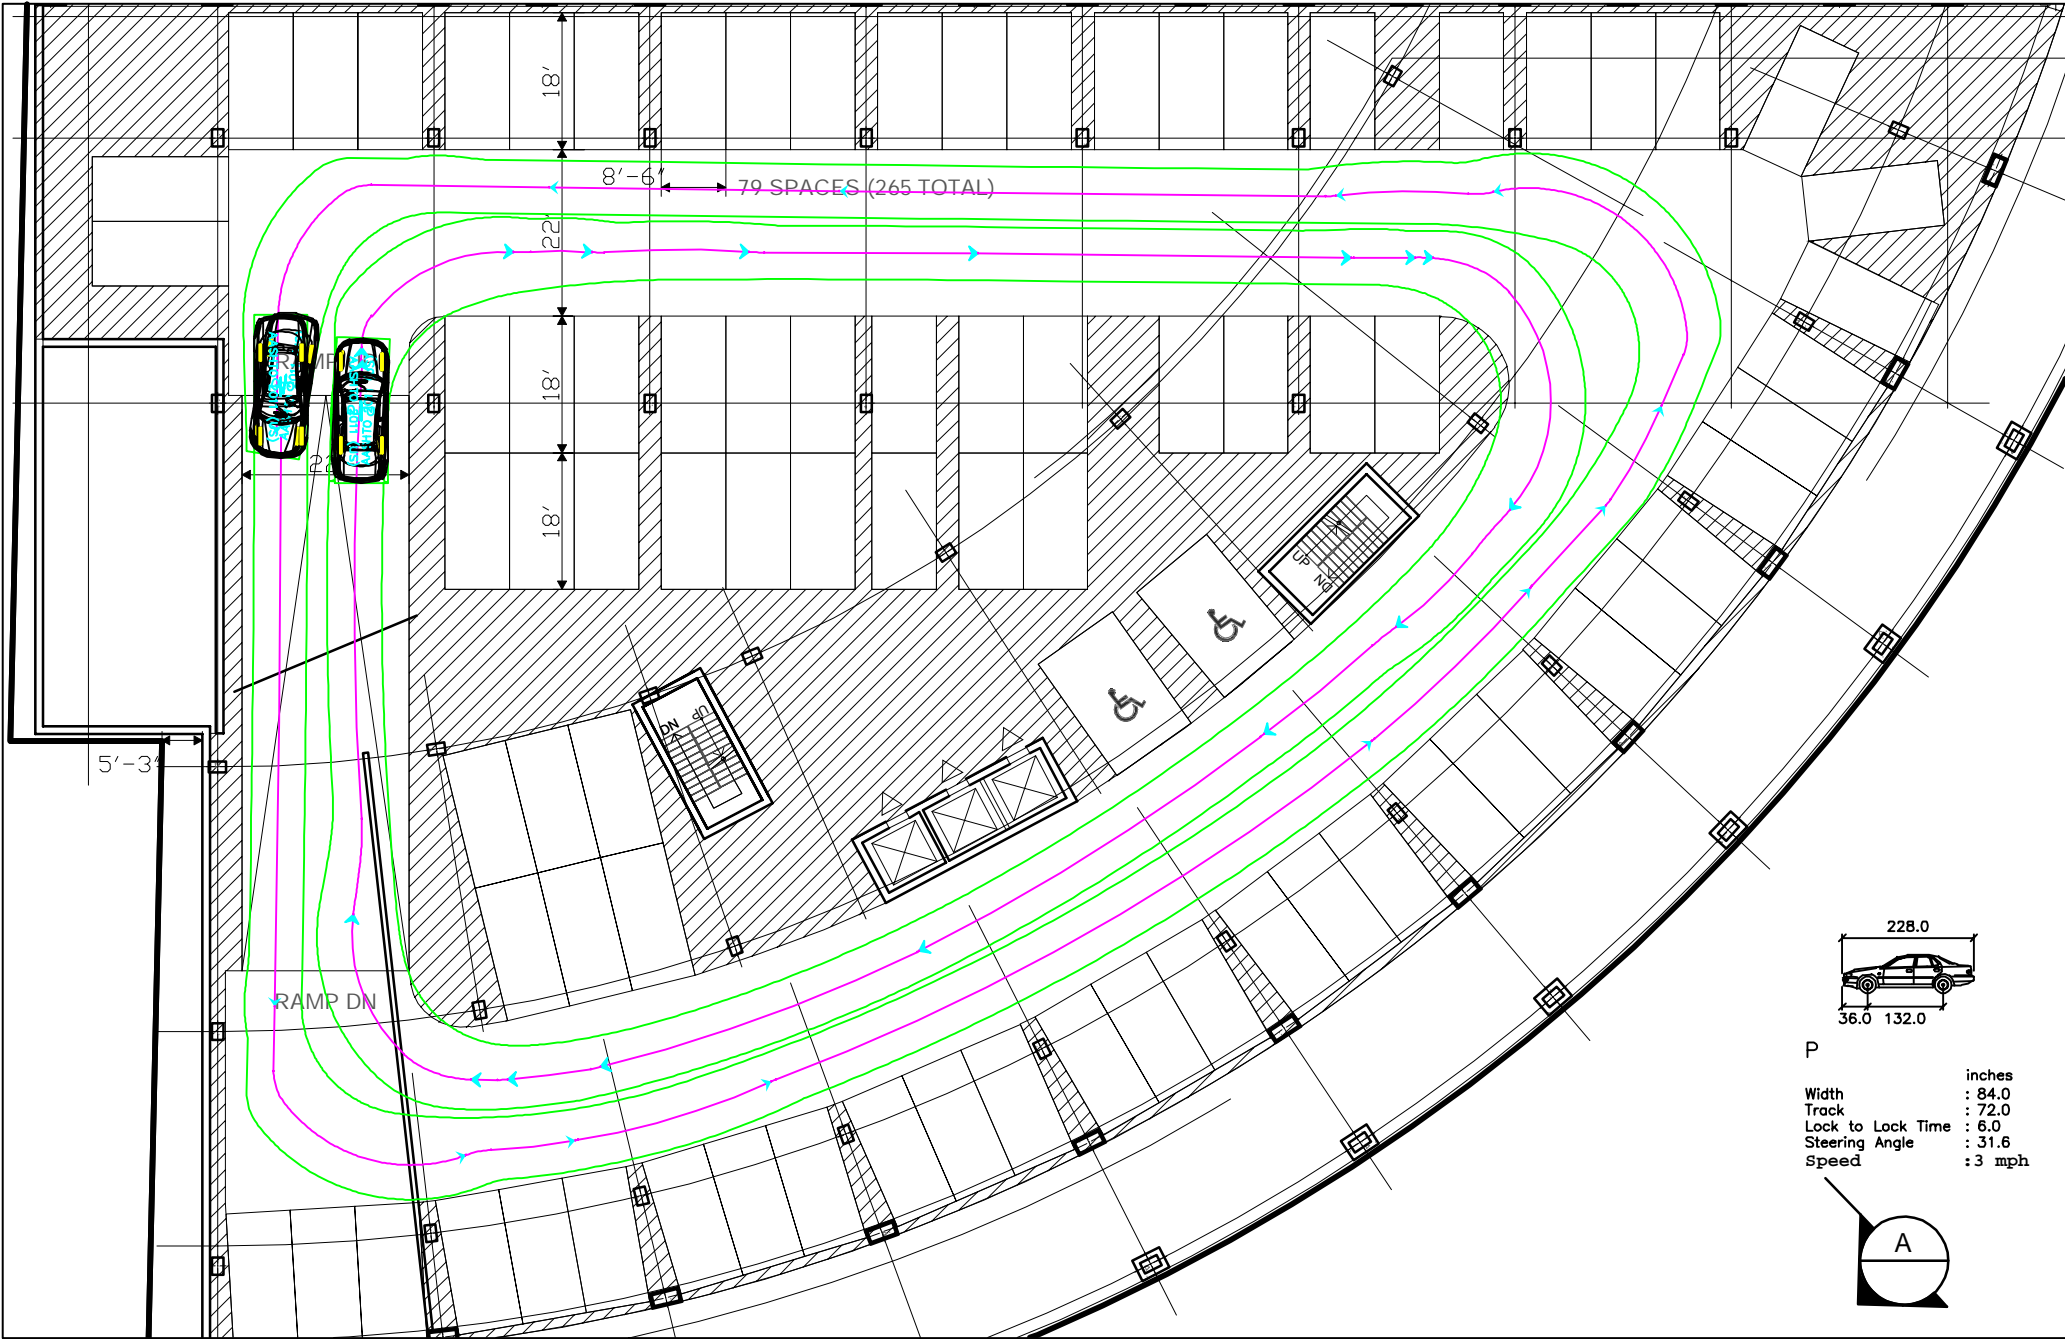 18'
8'-6"
79 SPACES (265 TOTAL)
22'
18'
18'
UP
DN
DN
UP
5'-3"
RAMP DN
228.0
36.0 132.0
P
inches
Width : 84.0
Track : 72.0
Lock to Lock Time : 6.0
Steering Angle : 31.6
Speed :3 mph
A